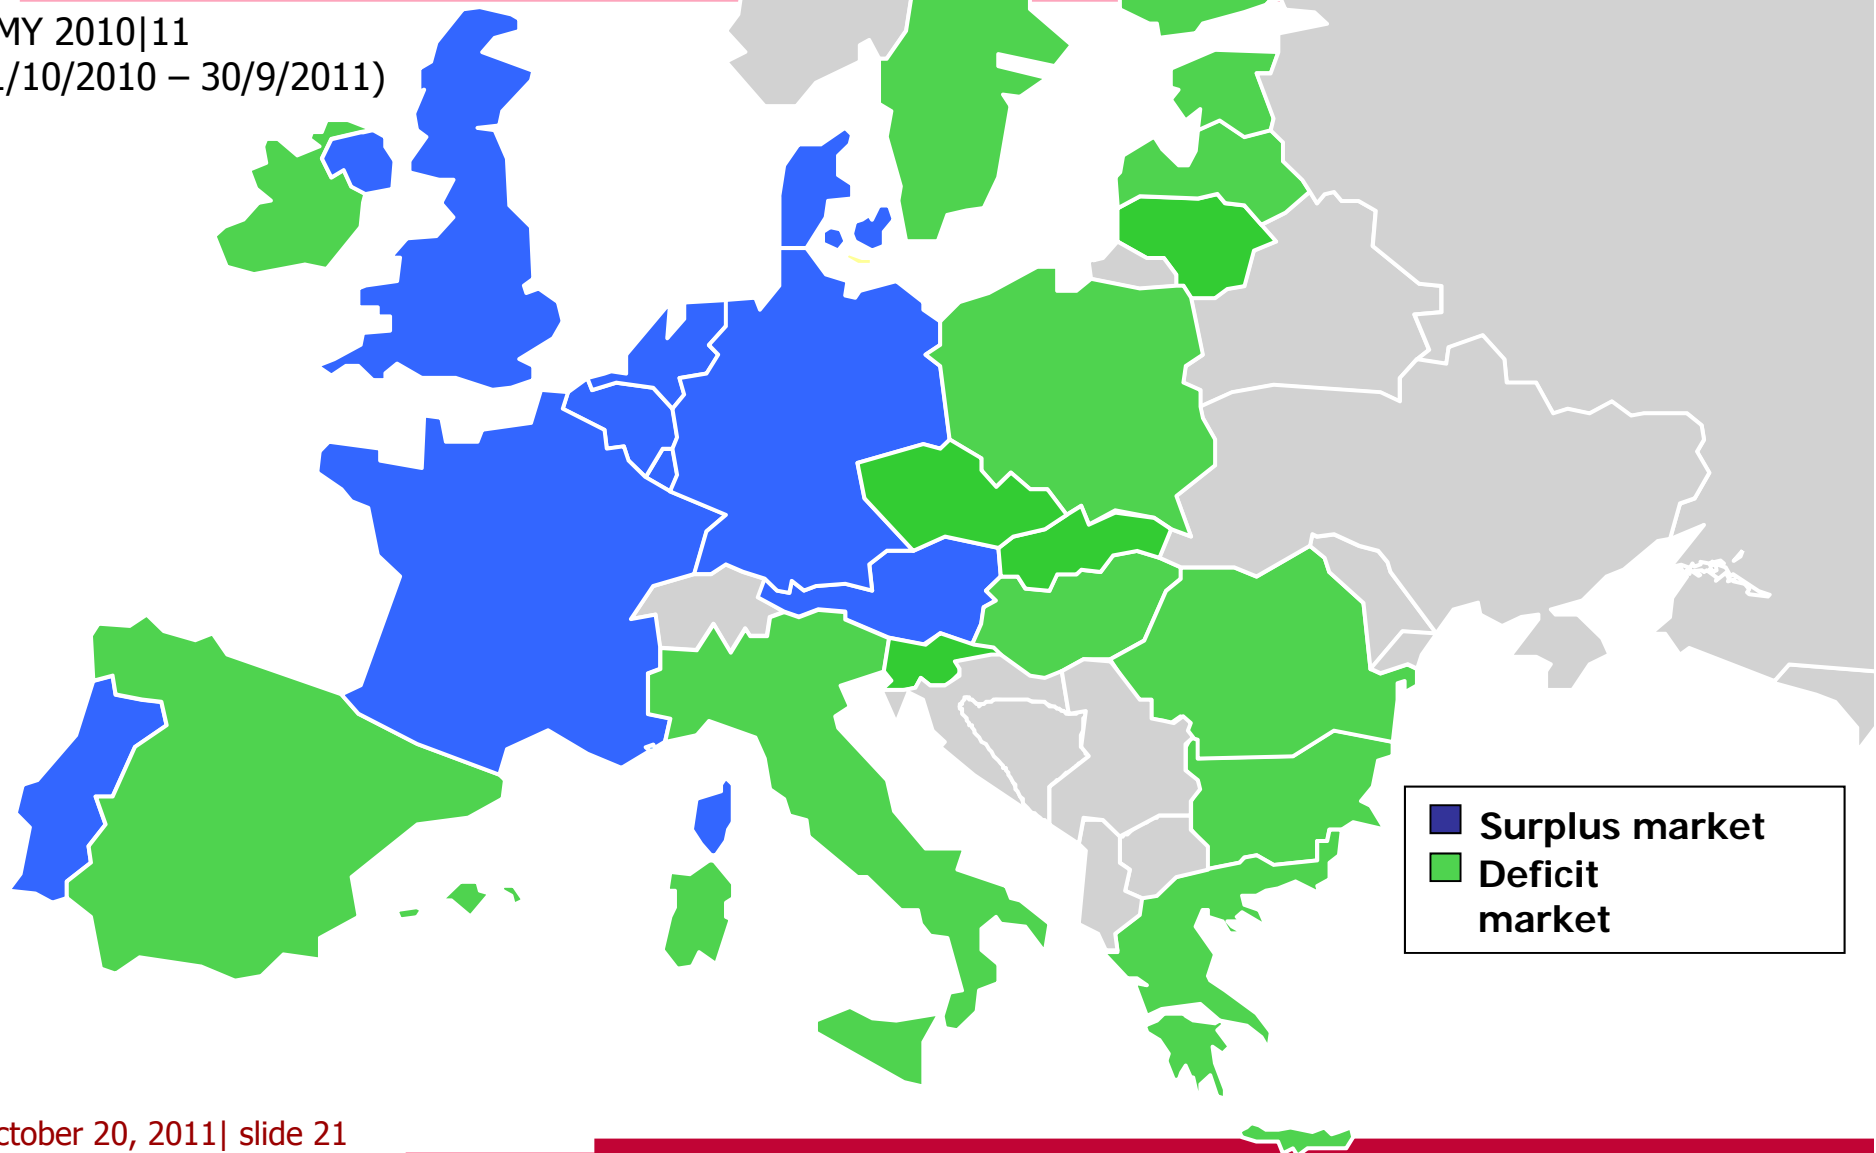 MY 2010|11
/10/2010 – 30/9/2011)
Surplus market
Deficit
market
ctober 20, 2011| slide 21